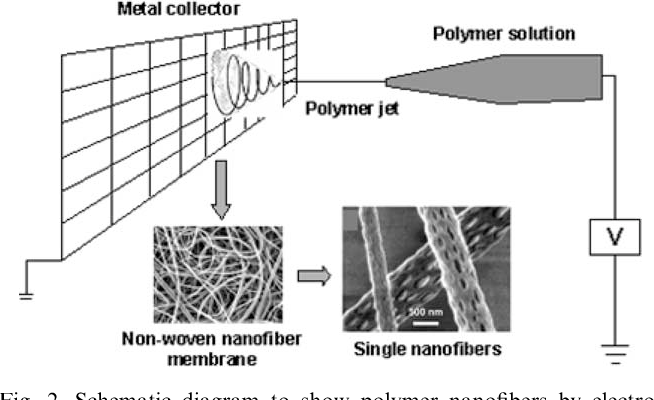 Metal collector
Polymer solution
Polymer jet
V
500 nm
Non-woven nanofiber
membrane
Single nanofibers
Fig. 2. Schematic diagram to show polymer nanofibers by electro